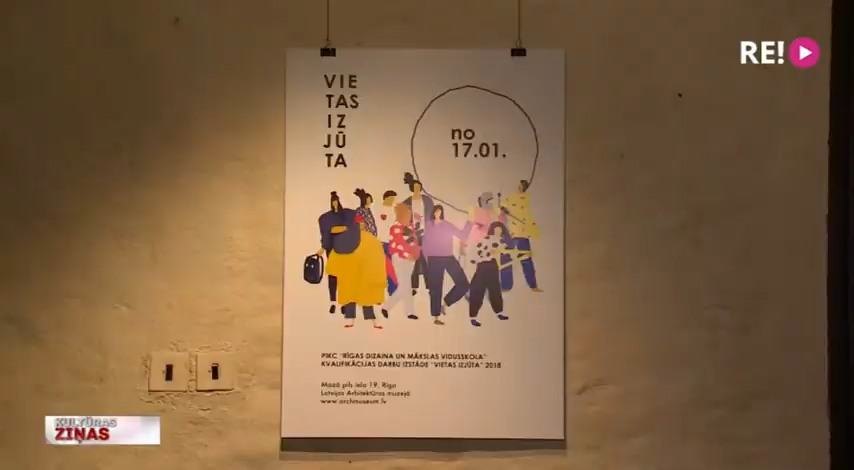 RE!
VIE
TAS
IZ
JŪ
TA
no
17.01.
PIKC "RĪGAS DIZAINA UN MĀKSLAS VIDUSSKOLA"
KVALIFIKĀCIJAS DARBU IZSTĀDE "VIETAS IZJŪTA" 2018
Mazā pils iela 19, Rīga
Latvijas Arhitektūras muzejā
www.archmuseum.lv
KULTŪRAS
ZIŅAS